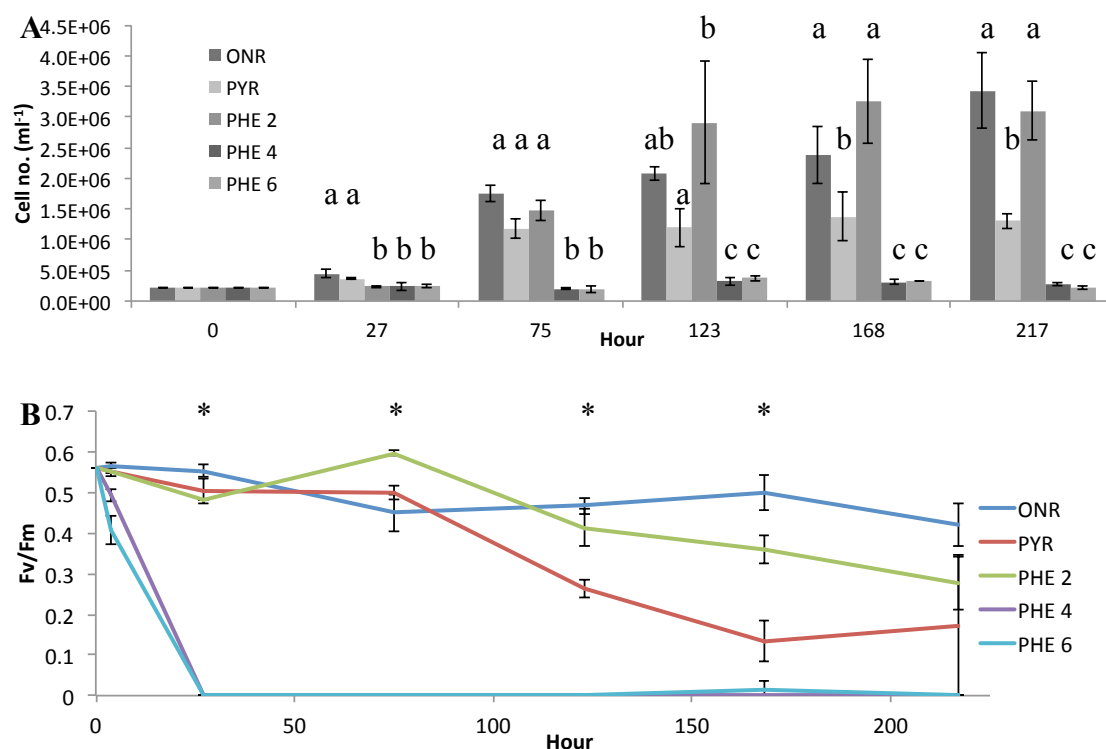 A
4.5E+06
4.0E+06
3.5E+06
3.0E+06
2.5E+06
2.0E+06
1.5E+06
1.0E+06
5.0E+05
0.0E+00
Cell no. (ml-1)
ONR
PYR
PHE 2
PHE 4
PHE 6
a a
b b b
a a a
b b
ab
a
b
c c
a
b
a
c c
a
b
a
c c
0 27 75 123 168 217
Hour
B
0.7
0.6
0.5
0.4
0.3
0.2
0.1
0
Fv/Fm
* * * *
0 50 100 150 200
Hour
ONR
PYR
PHE 2
PHE 4
PHE 6